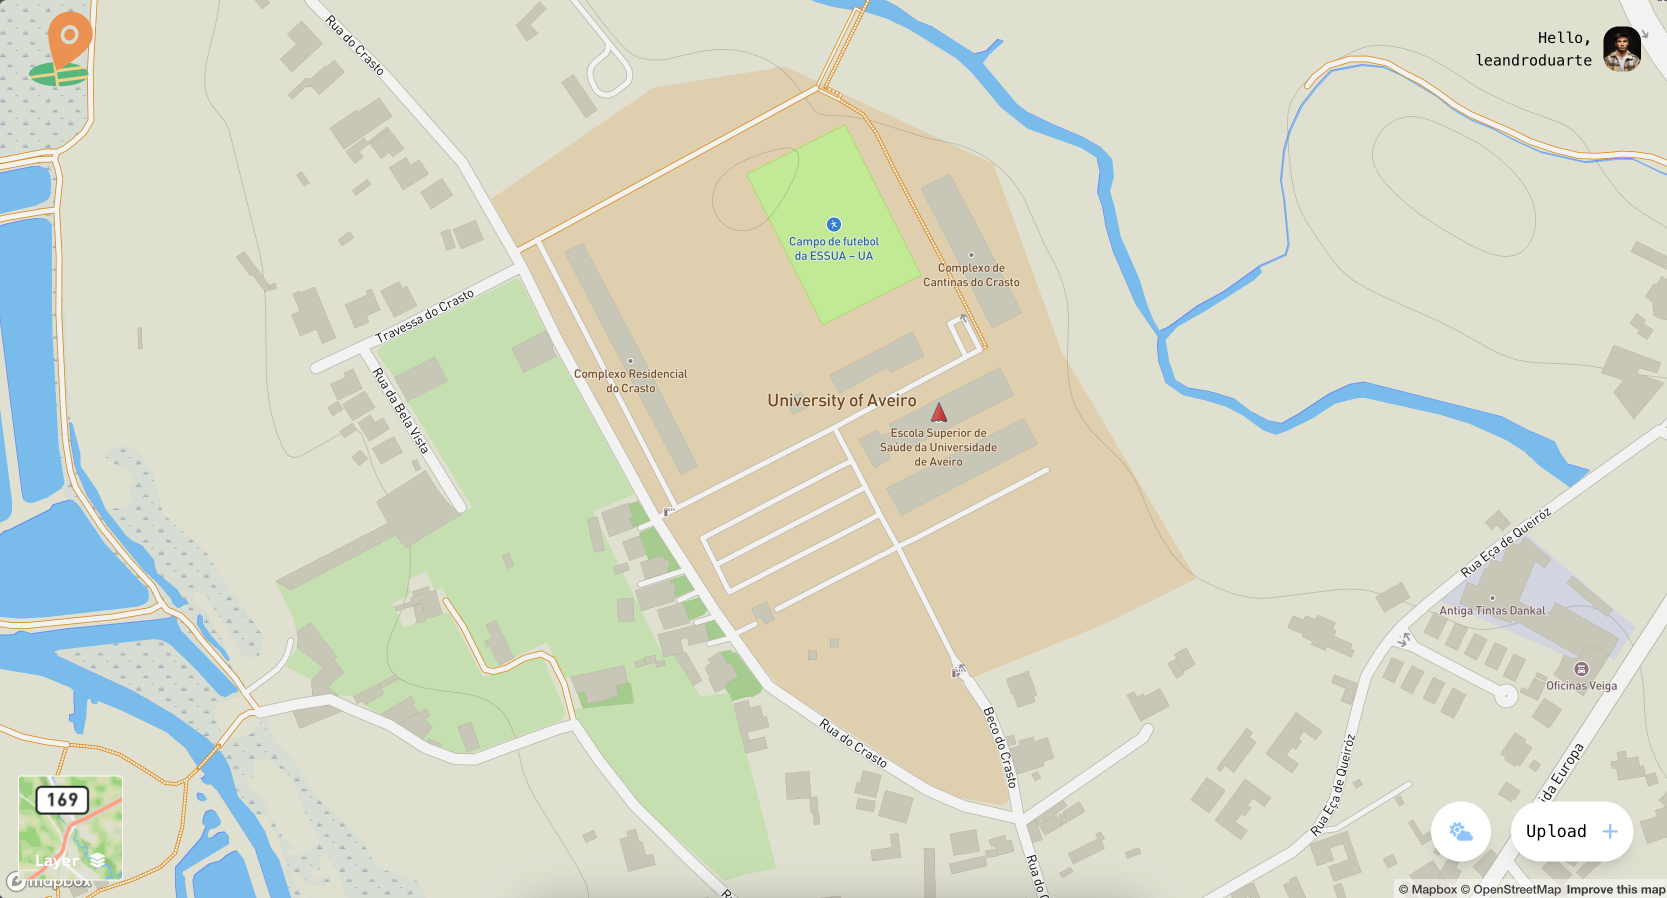 Rua do Crasto
Hello,
leandroduarte
Campo de futebol
da ESSUA – UA
Complexo de
Cantinas do Crasto
Travessa do Crasto
Complexo Residencial
do Crasto
Rua da Bela Vista
University of Aveiro
Escola Superior de
Saúde da Universidade
de Aveiro
Rua Eça de Queiróz
Antiga Tintas Dankal
Oficinas Veiga
Rua do Crasto
Beco do Crasto
Rua Eça de Queiróz
ida Europa
169
Layer
mapbox
Upload
Rua do C
© Mapbox © OpenStreetMap Improve this map